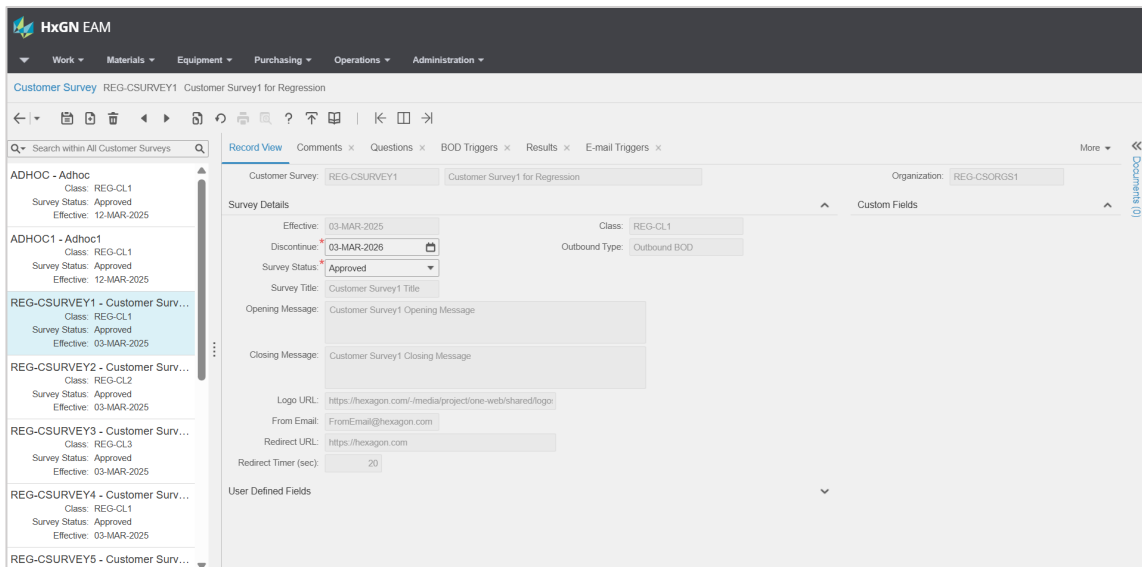 HxGN EAM
Work Materials Equipment Purchasing Operations Administration
Customer Survey REG-CSURVEY1 Customer Survey1 for Regression
Search within All Customer Surveys
ADHOC - Adhoc
Class: REG-CL1
Survey Status: Approved
Effective: 12-MAR-2025
ADHOC1 - Adhoc1
Class: REG-CL1
Survey Status: Approved
Effective: 12-MAR-2025
REG-CSURVEY1 - Customer Surv...
Class: REG-CL1
Survey Status: Approved
Effective: 03-MAR-2025
REG-CSURVEY2 - Customer Surv...
Class: REG-CL2
Survey Status: Approved
Effective: 03-MAR-2025
REG-CSURVEY3 - Customer Surv...
Class: REG-CL3
Survey Status: Approved
Effective: 03-MAR-2025
REG-CSURVEY4 - Customer Surv...
Class: REG-CL1
Survey Status: Approved
Effective: 03-MAR-2025
REG-CSURVEY5 - Customer Surv...
Record View Comments × Questions × BOD Triggers × Results × E-mail Triggers × More
Customer Survey: REG-CSURVEY1 Customer Survey1 for Regression Organization: REG-CSORGS1
Survey Details Custom Fields
Effective: 03-MAR-2025 Class: REG-CL1
Discontinue: * 03-MAR-2026 Outbound Type: Outbound BOD
Survey Status: * Approved
Survey Title: Customer Survey1 Title
Opening Message: Customer Survey1 Opening Message
Closing Message: Customer Survey1 Closing Message
Logo URL: https://hexagon.com/-/media/project/one-web/shared/logo
From Email: FromEmail@hexagon.com
Redirect URL: https://hexagon.com
Redirect Timer (sec): 20
User Defined Fields
Documents (0)